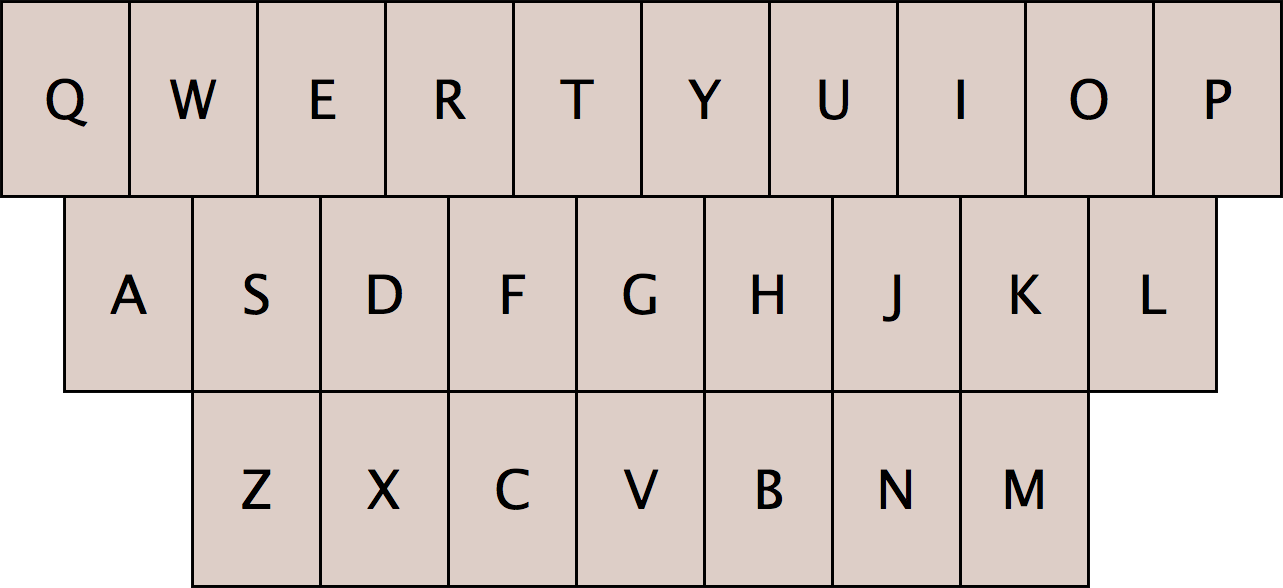 Q W E R T Y U I O P
A S D F G H J K L
Z X C V B N M